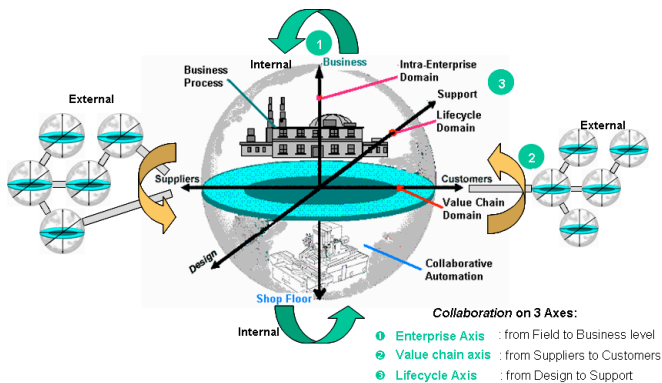 1
Internal
Business
Intra-Enterprise
Domain
Business
Process
3
Support
External
Lifecycle
Domain
External
2
Suppliers
Customers
Value Chain
Domain
Design
Collaborative
Automation
Shop Floor
Internal
Collaboration on 3 Axes:
❶ Enterprise Axis : from Field to Business level
❷ Value chain axis : from Suppliers to Customers
❸ Lifecycle Axis : from Design to Support